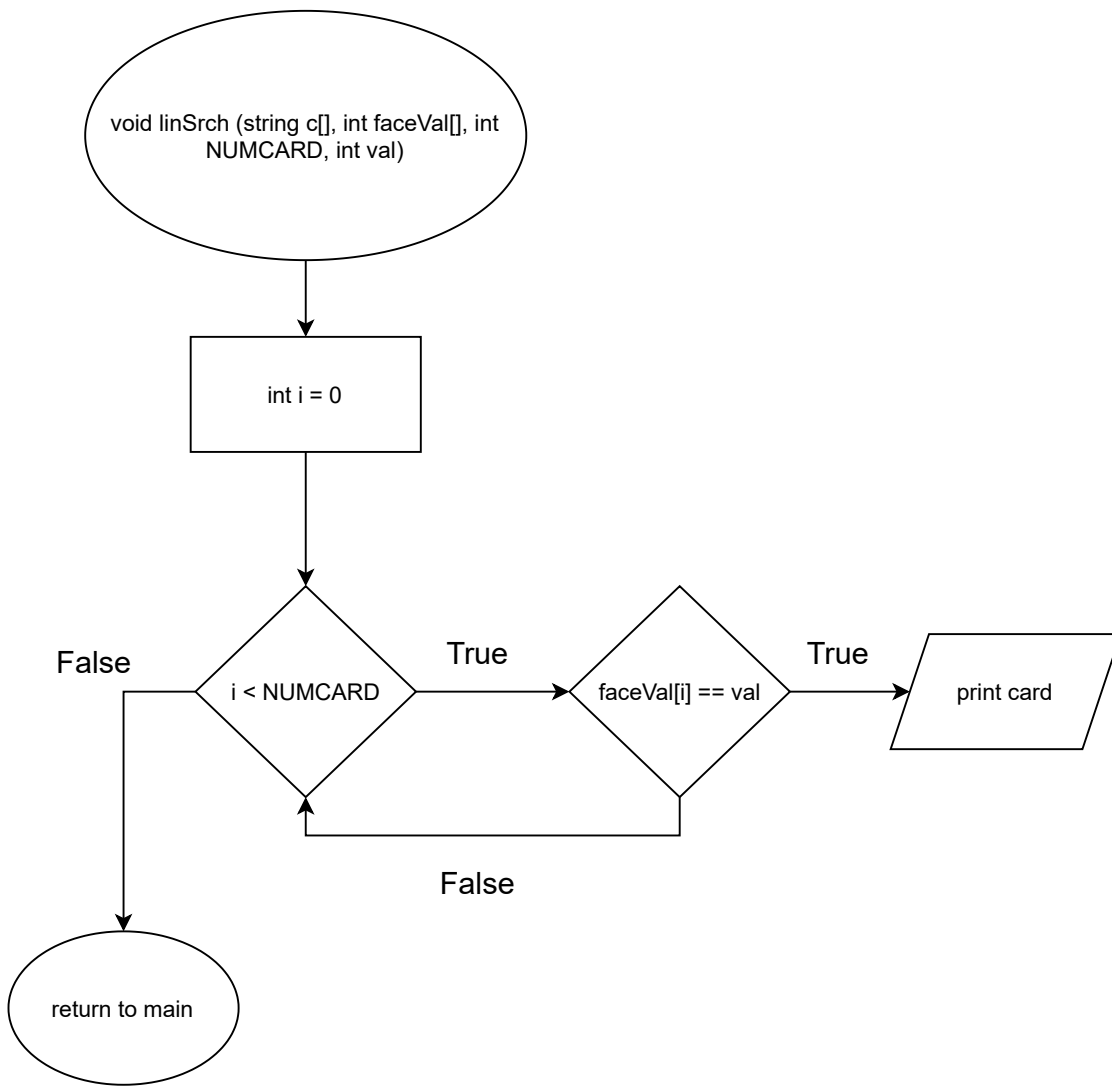 void linSrch (string c[], int faceVal[], int
NUMCARD, int val)
int i = 0
False
i < NUMCARD
True
faceVal[i] == val
True
print card
False
return to main